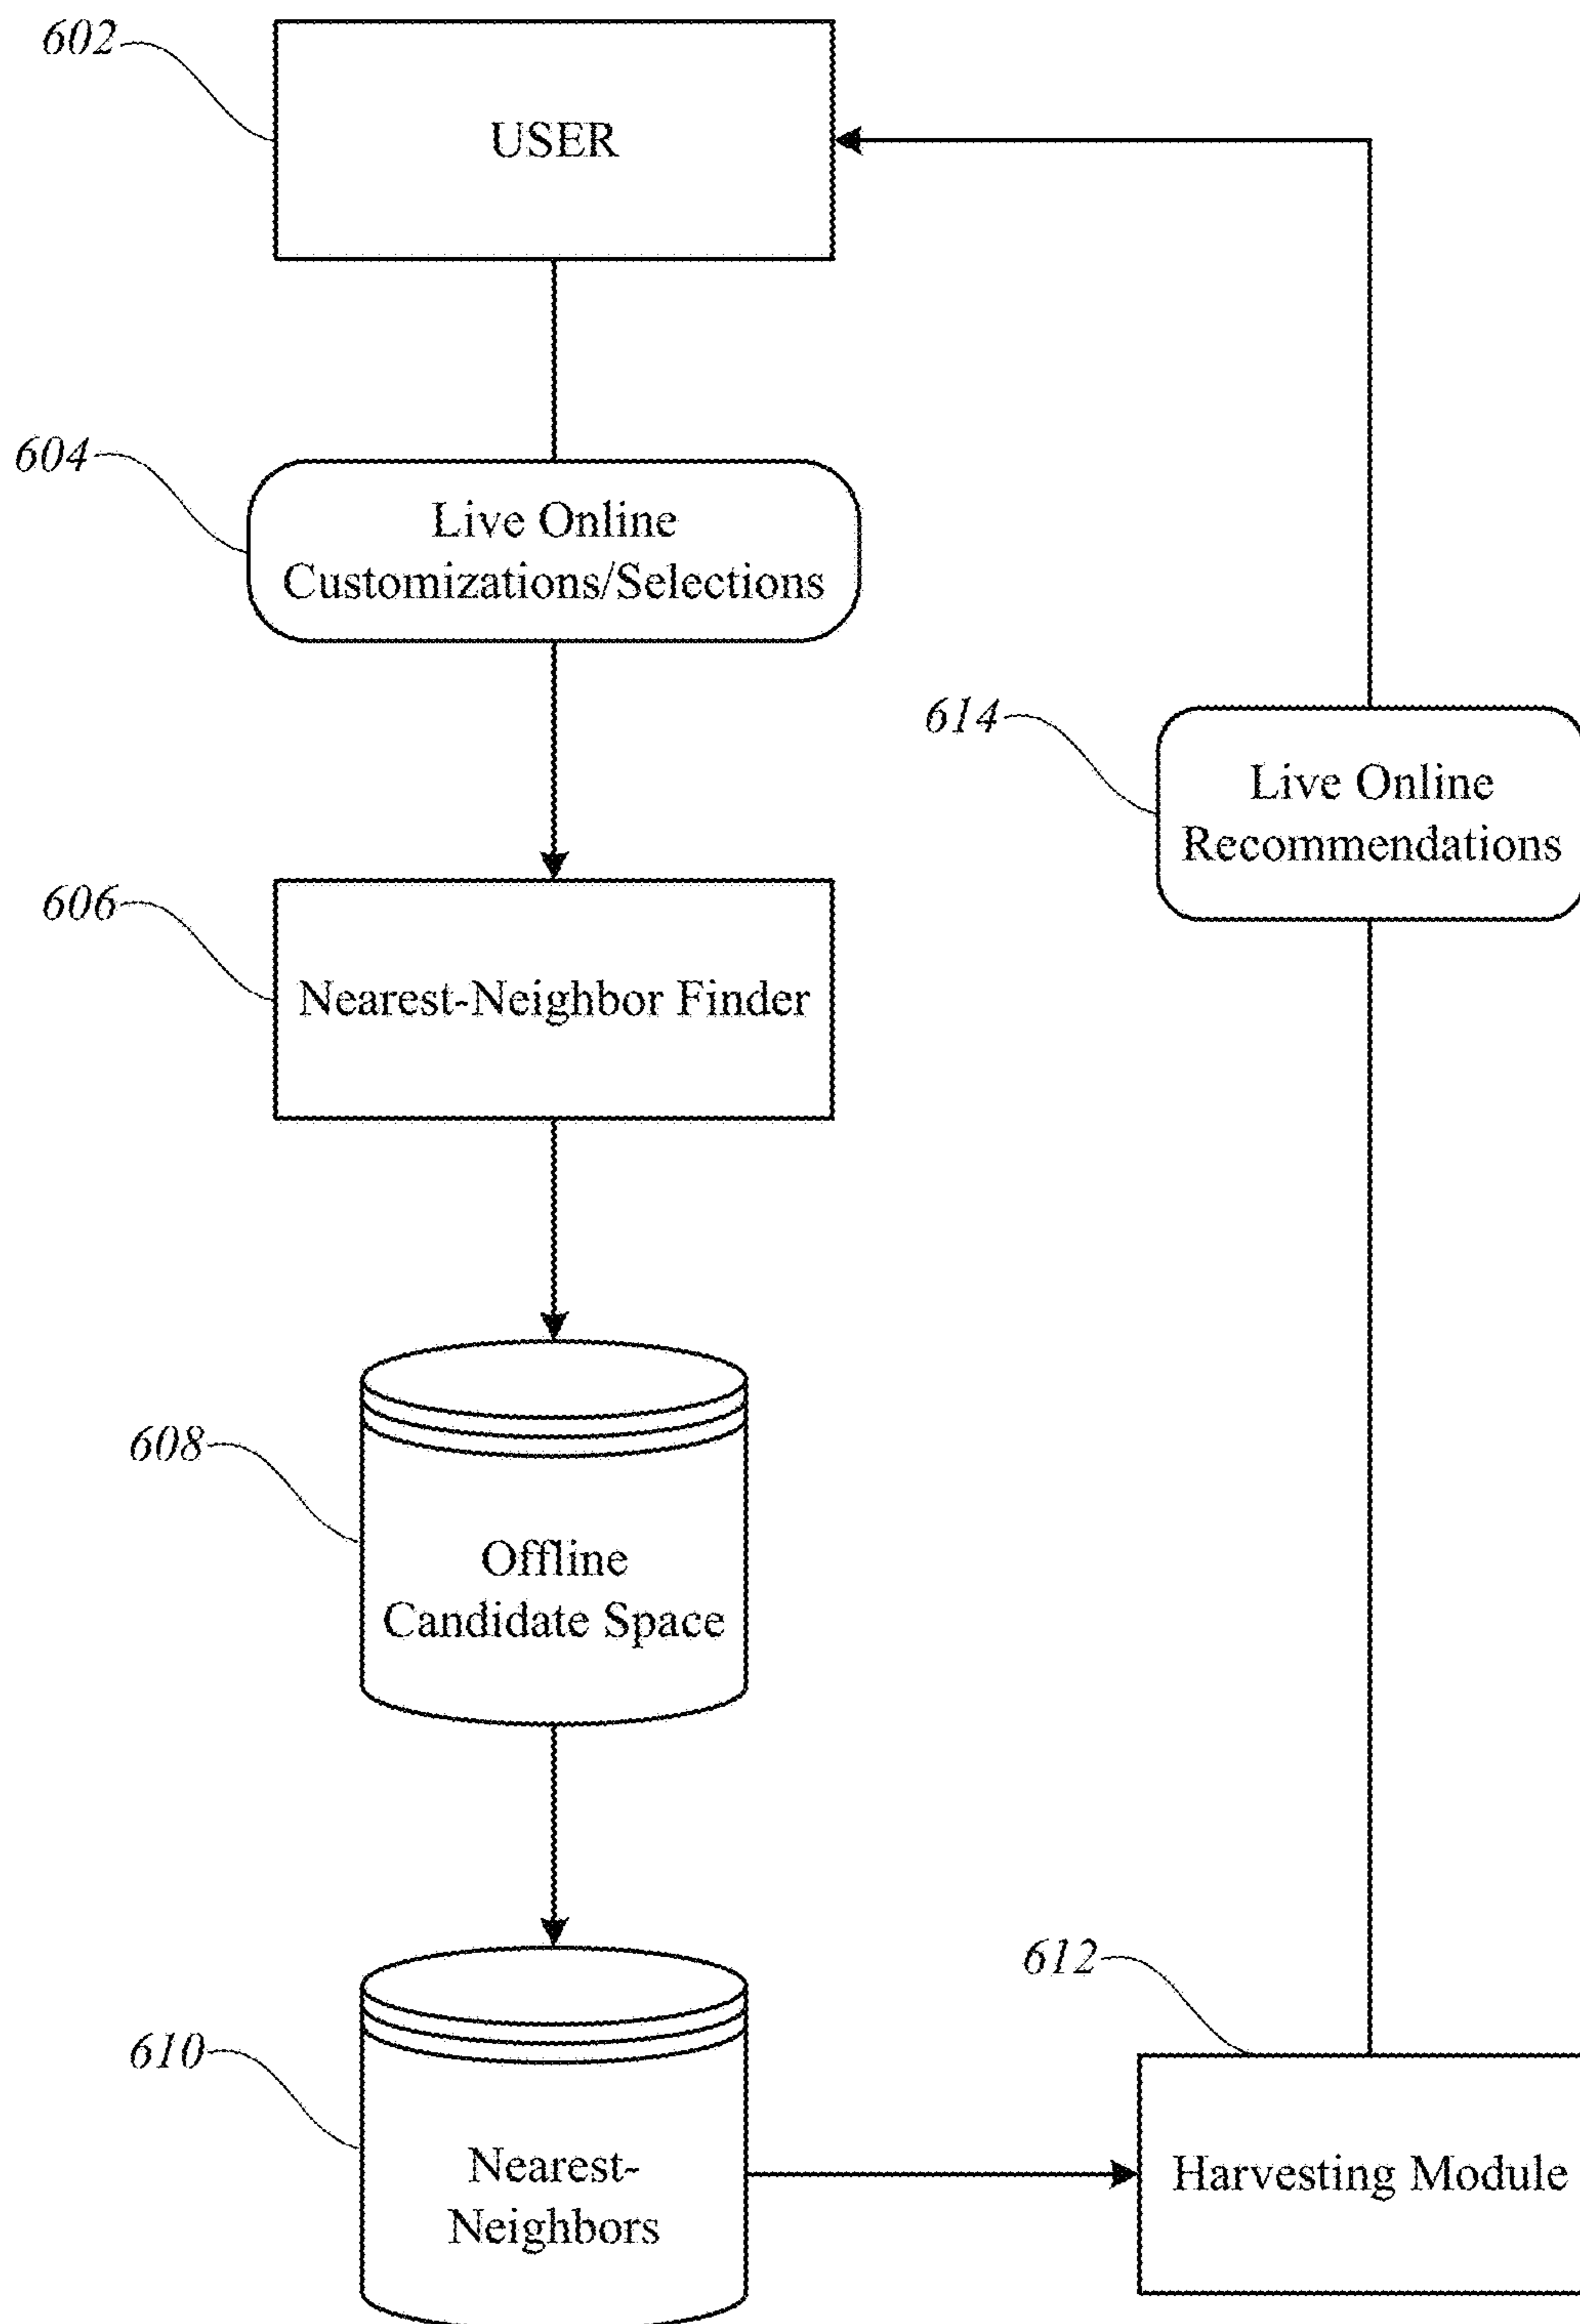 602
USER
604
Live Online
Customizations/Selections
614
Live Online
Recommendations
606
Nearest-Neighbor Finder
608
Offline
Candidate Space
612
610
Nearest-
Neighbors
Harvesting Module